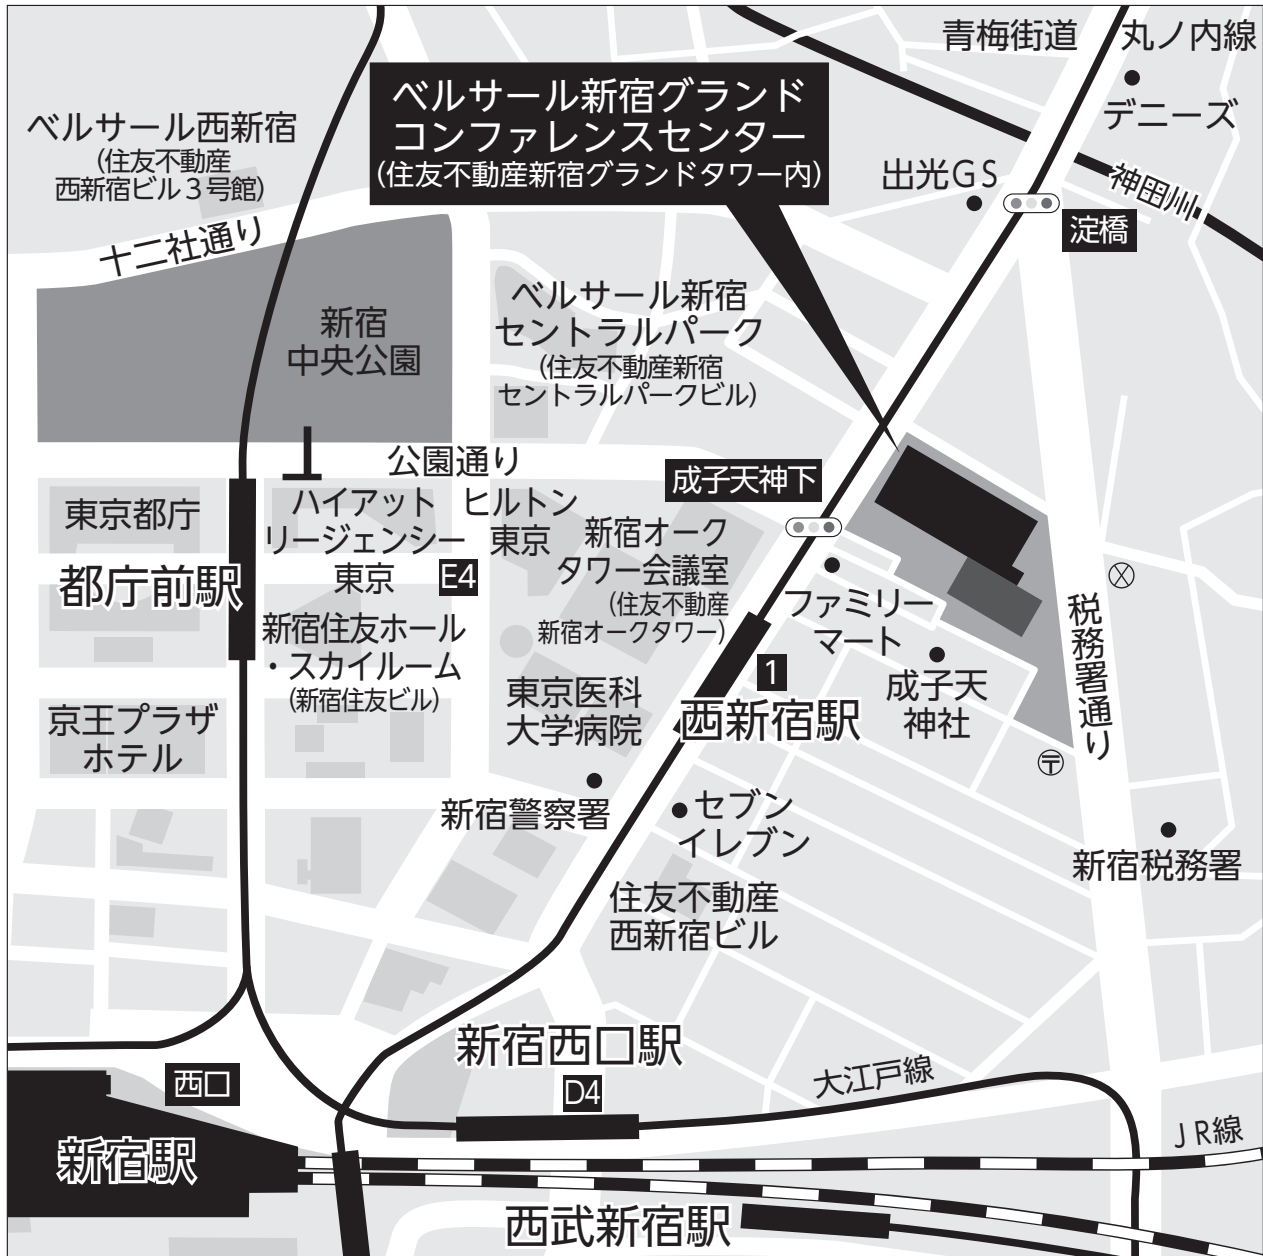 青梅街道
丸ノ内線
デニーズ
ベルサール新宿グランド
コンファレンスセンター
(住友不動産新宿グランドタワー内)
ベルサール西新宿
(住友不動産
西新宿ビル３号館)
出光GS
神田川
淀橋
十二社通り
新宿
中央公園
ベルサール新宿
セントラルパーク
(住友不動産新宿
セントラルパークビル)
公園通り
成子天神下
東京都庁
ハイアット
リージェンシー
東京
ヒルトン
東京
E4
新宿オーク
タワー会議室
(住友不動産
新宿オークタワー)
都庁前駅
ファミリー
マート
税務署通り
新宿住友ホール
・スカイルーム
(新宿住友ビル)
1
西新宿駅
成子天
神社
東京医科
大学病院
京王プラザ
ホテル
〒
新宿警察署
セブン
イレブン
新宿税務署
住友不動産
西新宿ビル
新宿西口駅
D4
西口
大江戸線
JR線
新宿駅
西武新宿駅